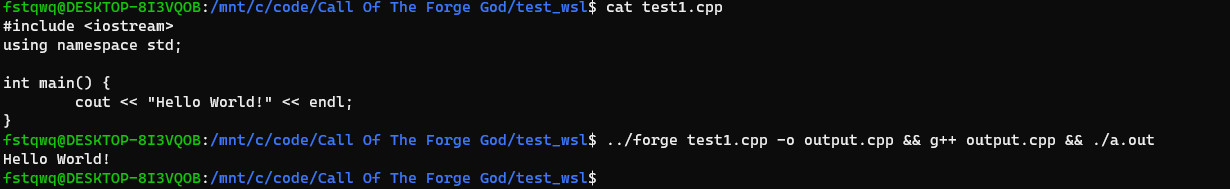 fstqwq@DESKTOP-8I3VQOB:/mnt/c/code/Call Of The Forge God/test_wsl$ cat test1.cpp
#include <iostream>
using namespace std;

int main() {
        cout << "Hello World!" << endl;
}
fstqwq@DESKTOP-8I3VQOB:/mnt/c/code/Call Of The Forge God/test_wsl$ ../forge test1.cpp -o output.cpp && g++ output.cpp && ./a.out
Hello World!
fstqwq@DESKTOP-8I3VQOB:/mnt/c/code/Call Of The Forge God/test_wsl$